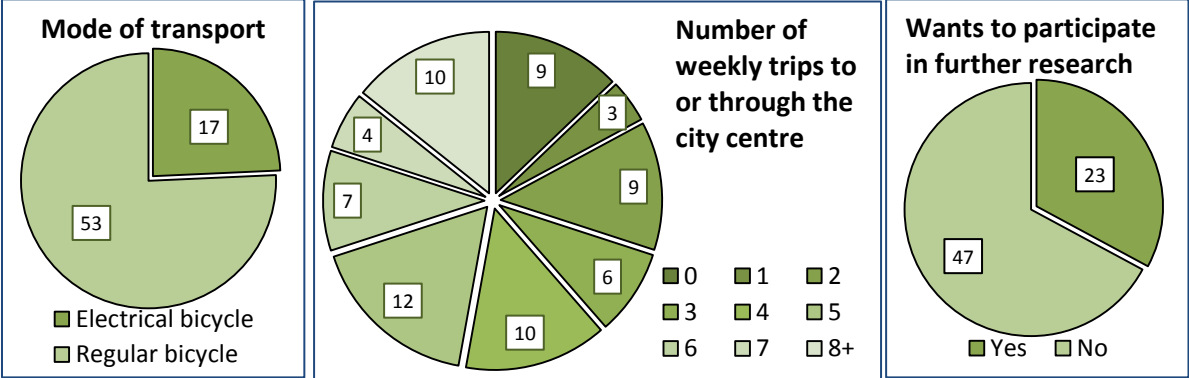 Mode of transport
17
53
Electrical bicycle
Regular bicycle
Number of
weekly trips to
or through the
city centre
9
3
9
6
10
12
7
4
10
0 1 2
3 4 5
6 7 8+
Wants to participate
in further research
23
47
Yes No